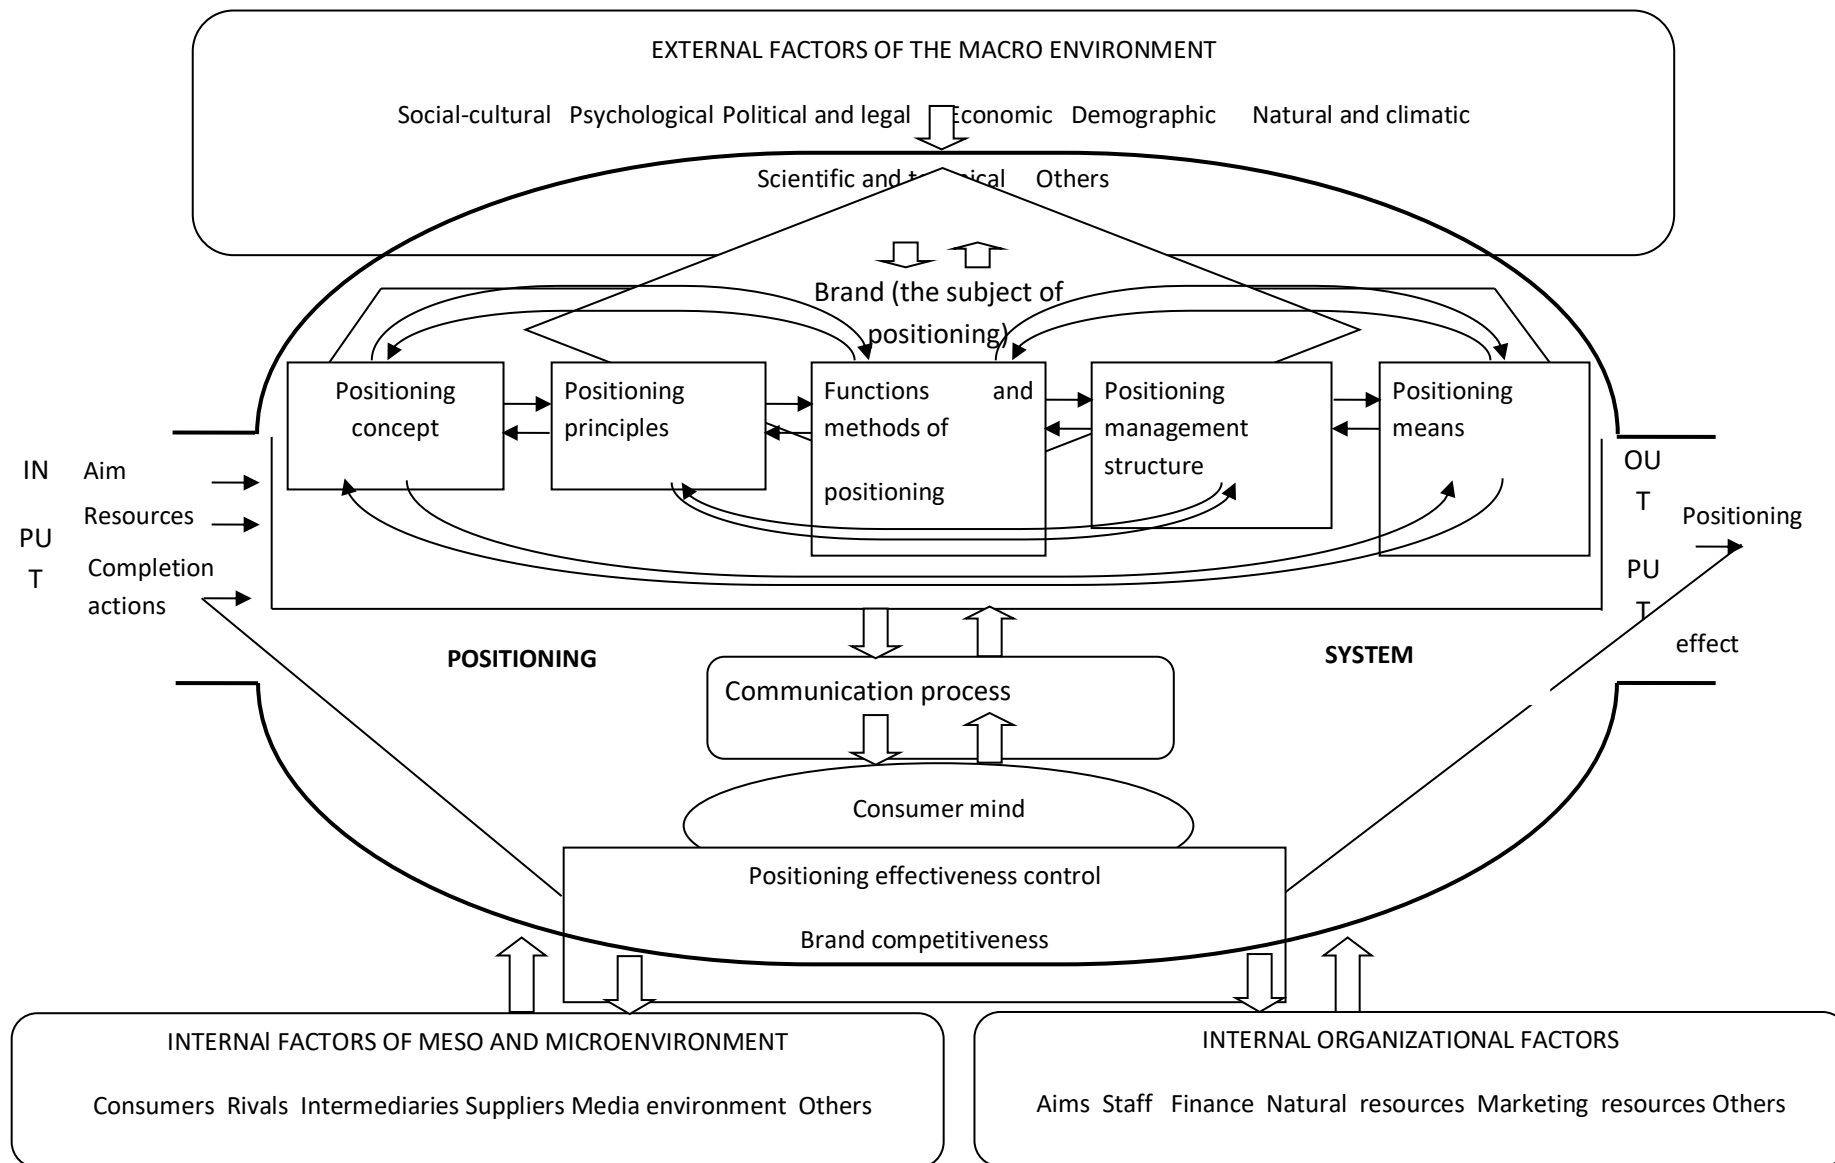 EXTERNAL FACTORS OF THE MACRO ENVIRONMENT
Social-cultural Psychological Political and legal Economic Demographic Natural and climatic
Scientific and Others
Brand (the subject of
positioning)
Positioning
concept
Positioning
principles
Functions and
methods of
positioning
Positioning
management
structure
Positioning
means
IN
PU
T
Aim
Resources
Completion
actions
OU
T
PU
T
Positioning
effect
POSITIONING
SYSTEM
Communication process
Consumer mind
Positioning effectiveness control
Brand competitiveness
INTERNAl FACTORS OF MESO AND MICROENVIRONMENT
Consumers Rivals Intermediaries Suppliers Media environment Others
INTERNAL ORGANIZATIONAL FACTORS
Aims Staff Finance Natural resources Marketing resources Others